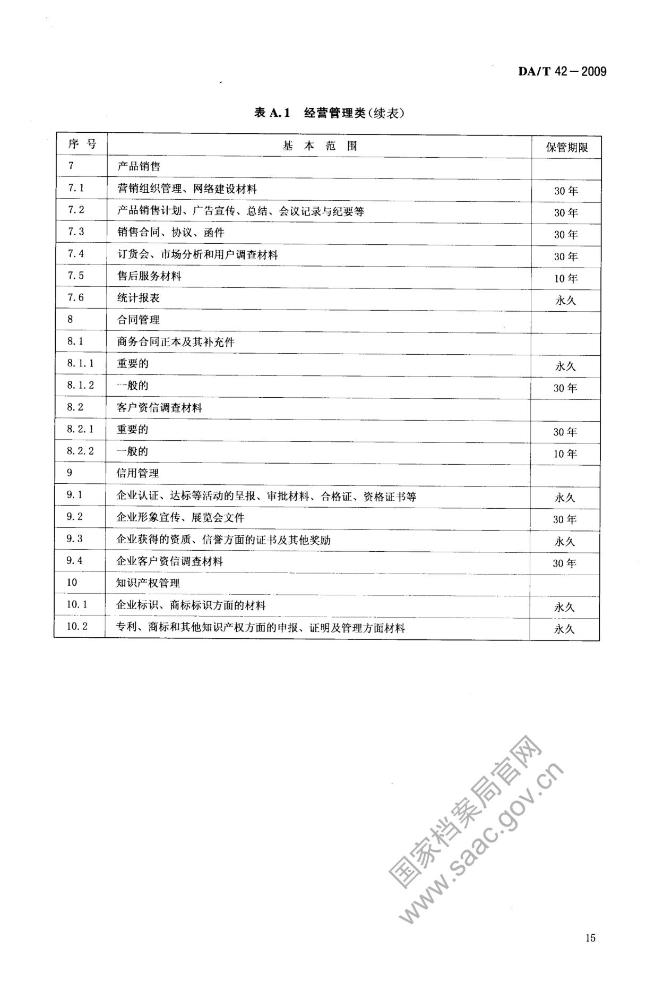 DA/T 42－2009
表 A.1 经营管理类(续表)
序 号 基 本 范 围 保管期限
7 产品销售
7.1 营销组织管理、网络建设材料 30 年
7.2 产品销售计划、广告宣传、总结、会议记录与纪要等 30 年
7.3 销售合同、协议、函件 30 年
7.4 订货会、市场分析和用户调查材料 30 年
7.5 售后服务材料 10 年
7.6 统计报表 永久
8 合同管理
8.1 商务合同正本及其补充件
8.1.1 重要的 永久
8.1.2 一般的 30 年
8.2 客户资信调查材料
8.2.1 重要的 30 年
8.2.2 一般的 10 年
9 信用管理
9.1 企业认证、达标等活动的呈报、审批材料、合格证、资格证书等 永久
9.2 企业形象宣传、展览会文件 30 年
9.3 企业获得的资质、信誉方面的证书及其他奖励 永久
9.4 企业客户资信调查材料 30 年
10 知识产权管理
10.1 企业标识、商标标识方面的材料 永久
10.2 专利、商标和其他知识产权方面的申报、证明及管理方面材料 永久
国家档案局官网
www.saac.gov.cn
15